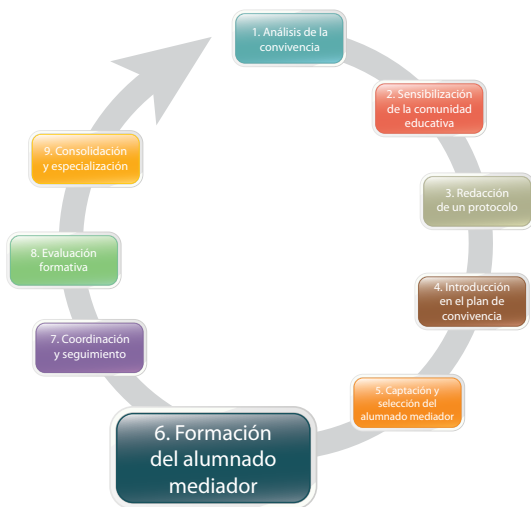 1. Análisis de la
convivencia
2. Sensibilización
de la comunidad
educativa
3. Redacción
de un protocolo
4. Introducción
en el plan de
convivencia
5. Captación y
selección del
alumnado mediador
6. Formación
del alumnado
mediador
7. Coordinación
y seguimiento
8. Evaluación
formativa
9. Consolidación
y especialización